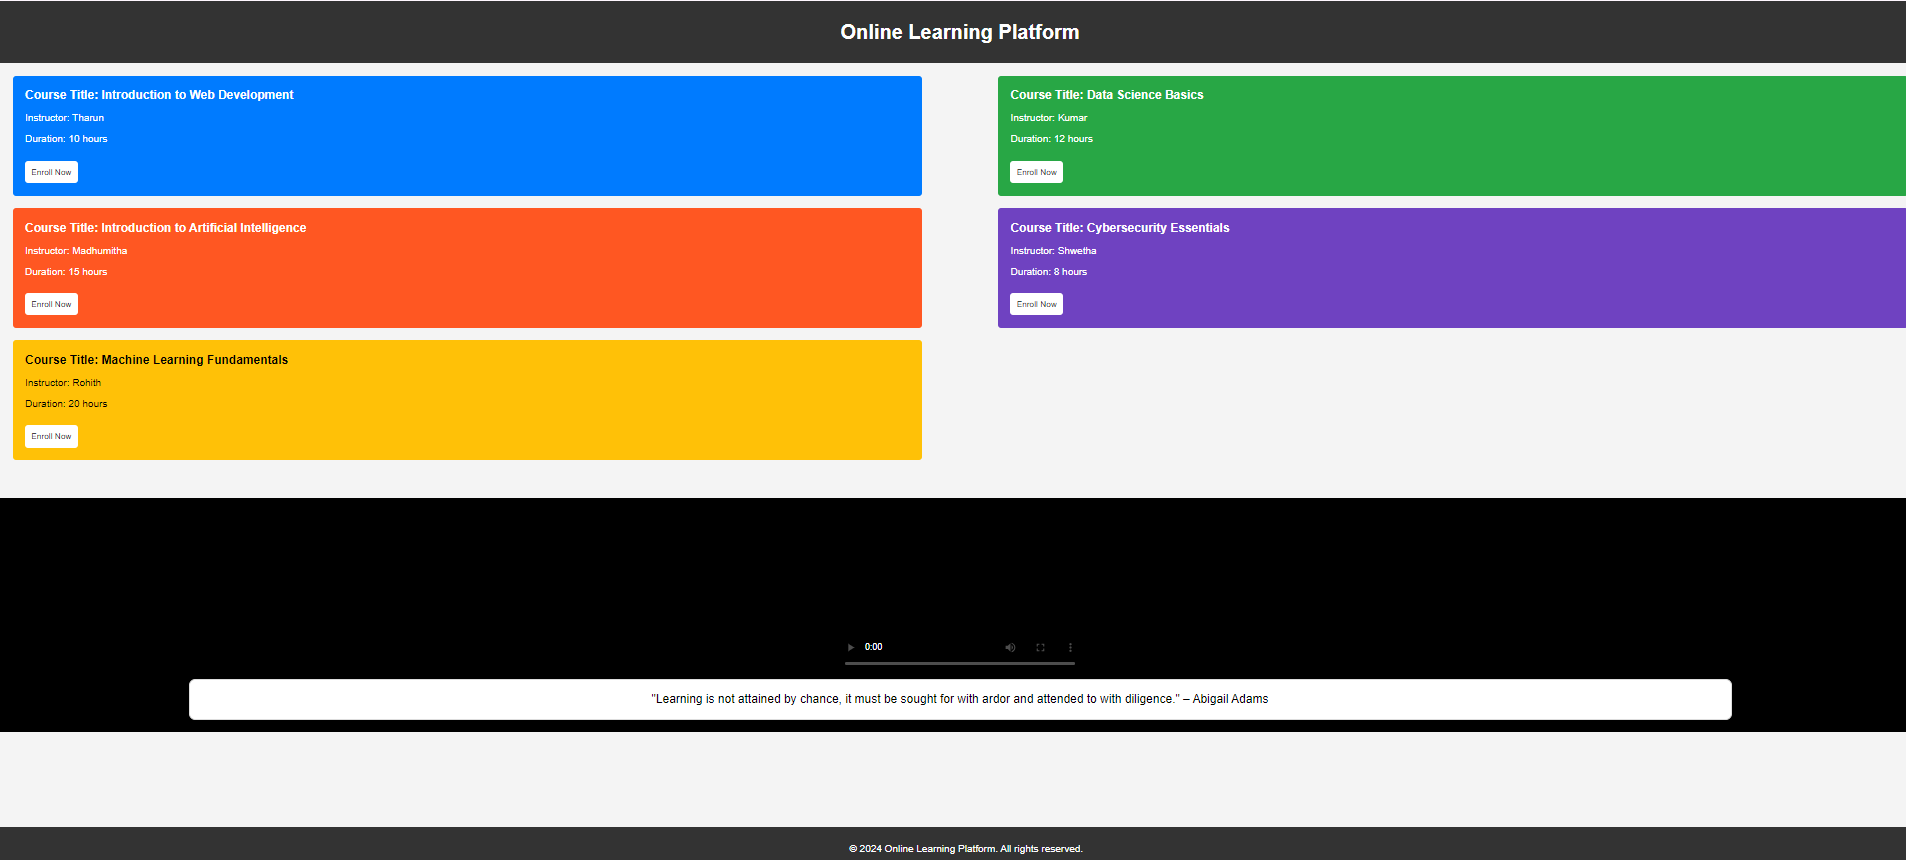 Online Learning Platform
Course Title: Introduction to Web Development
Instructor: Tharun
Duration: 10 hours
Enroll Now
Course Title: Data Science Basics
Instructor: Kumar
Duration: 12 hours
Enroll Now
Course Title: Introduction to Artificial Intelligence
Instructor: Madhumitha
Duration: 15 hours
Enroll Now
Course Title: Cybersecurity Essentials
Instructor: Shwetha
Duration: 8 hours
Enroll Now
Course Title: Machine Learning Fundamentals
Instructor: Rohith
Duration: 20 hours
Enroll Now
0:00
"Learning is not attained by chance, it must be sought for with ardor and attended to with diligence." – Abigail Adams
© 2024 Online Learning Platform. All rights reserved.